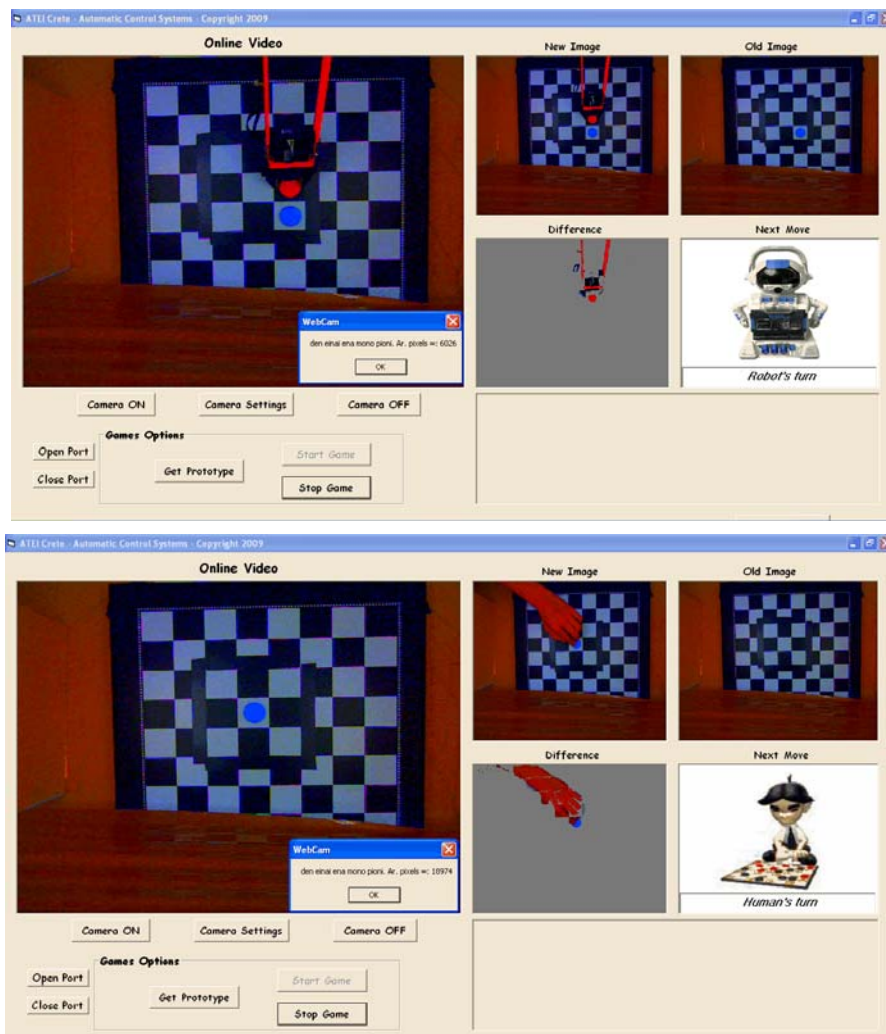 ATEI Crete - Automatic Control Systems - Copyright 2009
Online Video
New Image
Old Image
Difference
Next Move
WebCam
den einai ena mono pioni. Ar. pixels =: 6026
OK
Robot's turn
Camera ON
Camera Settings
Camera OFF
Games Options
Open Port
Close Port
Get Prototype
Start Game
Stop Game
ATEI Crete - Automatic Control Systems - Copyright 2009
Online Video
New Image
Old Image
Difference
Next Move
WebCam
den einai ena mono pioni. Ar. pixels =: 18974
OK
Human's turn
Camera ON
Camera Settings
Camera OFF
Games Options
Open Port
Close Port
Get Prototype
Start Game
Stop Game